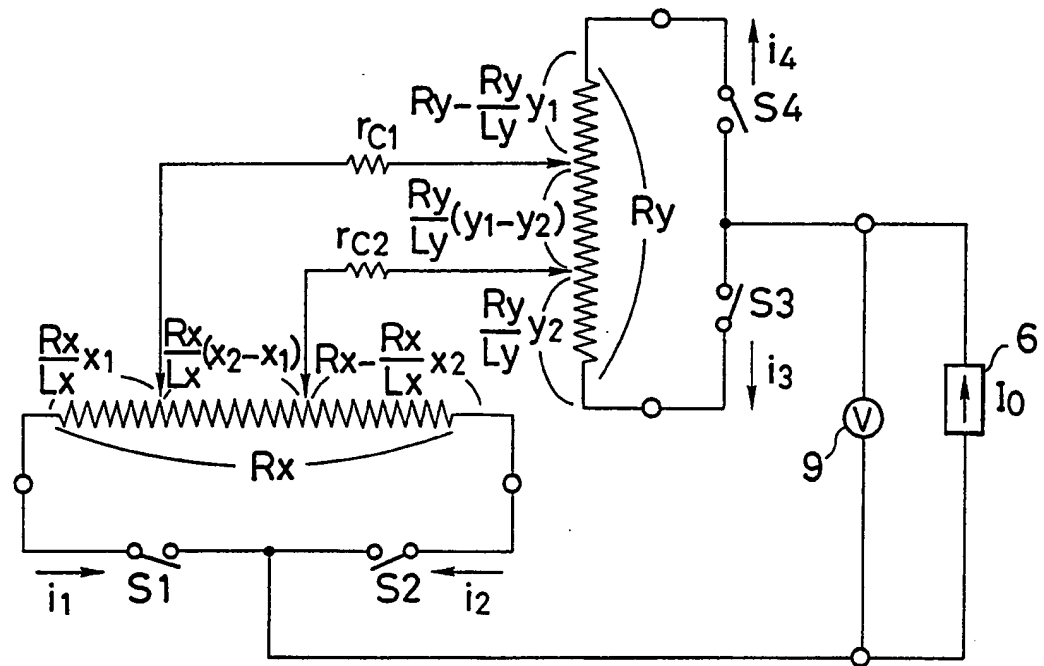 i4
S4
Ry-Ry/Ly y1
rC1
Ry/Ly(y1-y2)
Ry
rC2
S3
Ry/Ly y2
i3
6
I0
Rx/Lx x1
Rx/Lx(x2-x1)
Rx-Rx/Lx x2
V
9
Rx
S1
S2
i1
i2